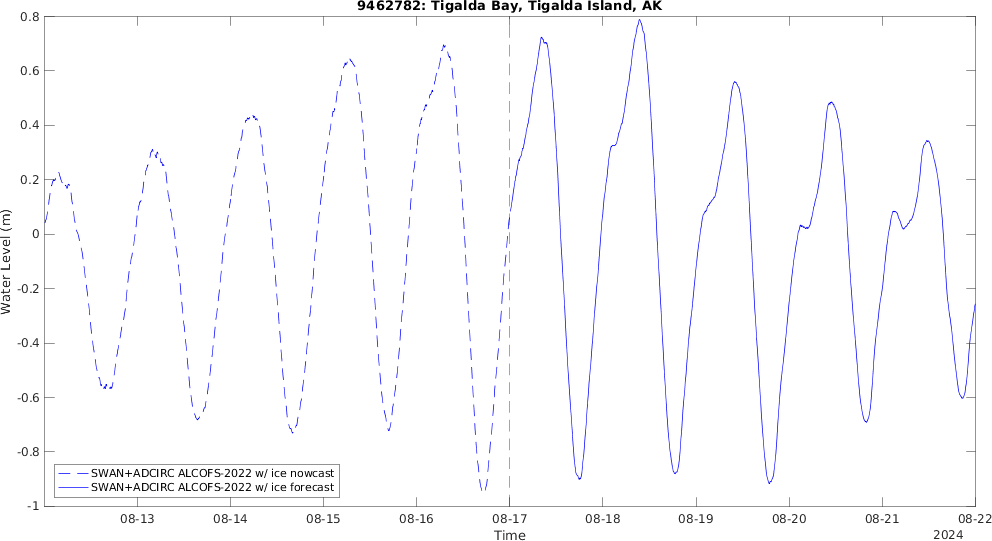 9462782: Tigalda Bay, Tigalda Island, AK
0.8
0.6
0.4
0.2
0
-0.2
-0.4
-0.6
-0.8
-1
Water Level (m)
SWAN+ADCIRC ALCOFS-2022 w/ ice nowcast
SWAN+ADCIRC ALCOFS-2022 w/ ice forecast
08-13 08-14 08-15 08-16 08-17 08-18 08-19 08-20 08-21 08-22
Time
2024